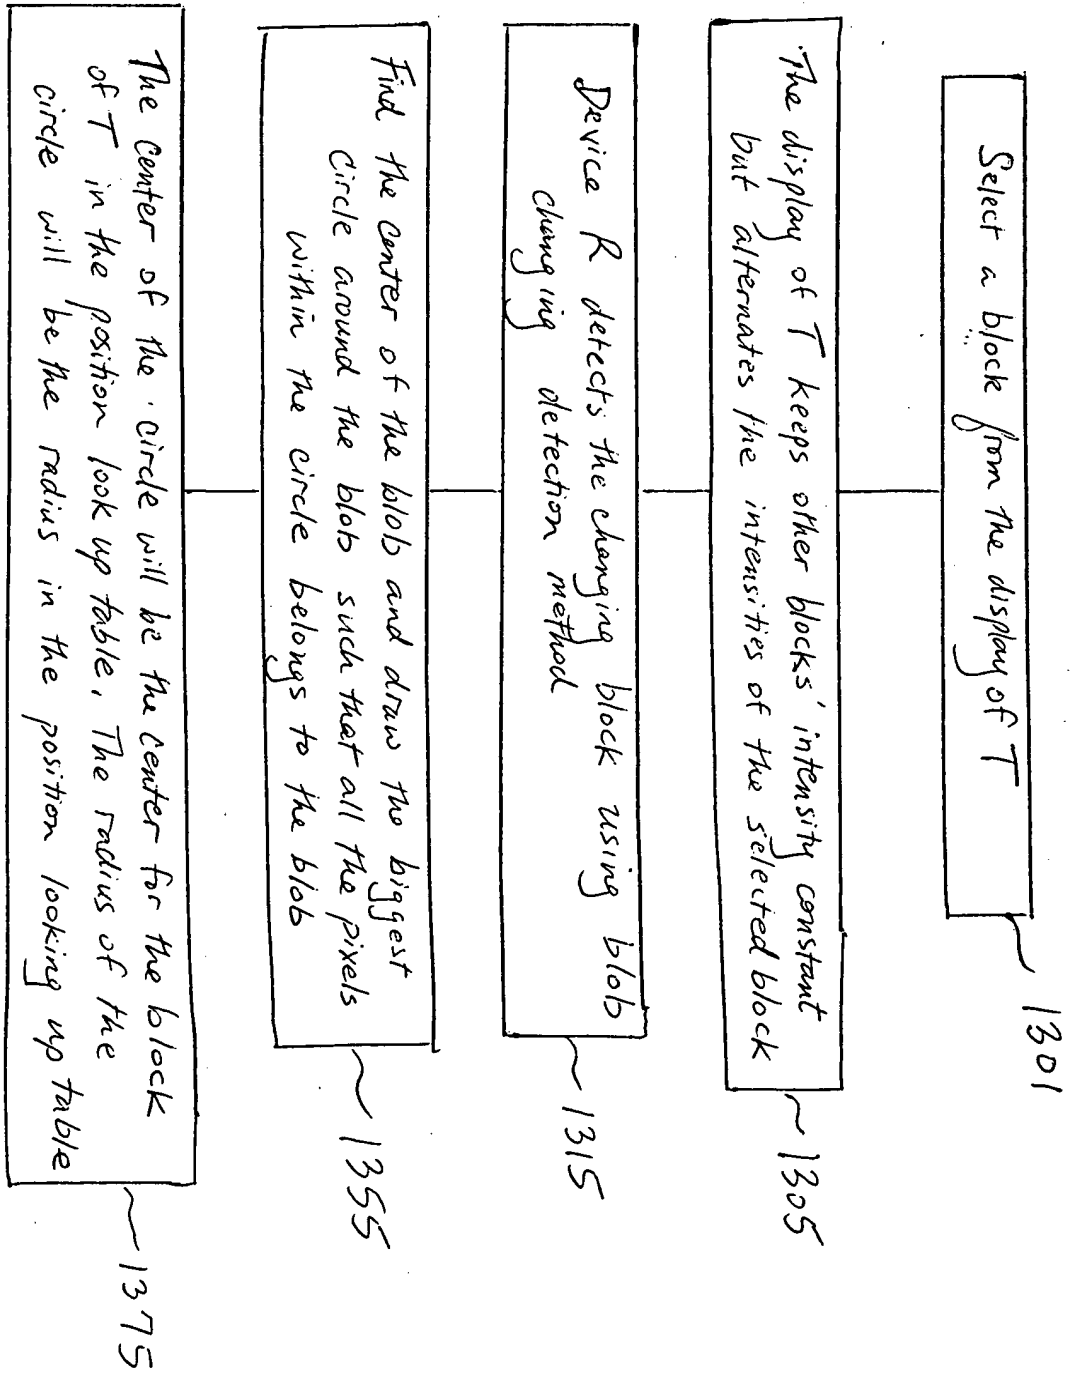 Select a block from the display of T
1301
The display of T keeps other blocks' intensity constant
but alternates the intensities of the selected block
1305
Device R detects the changing block using blob
changing detection method
1315
Find the center of the blob and draw the biggest
circle around the blob such that all the pixels
within the circle belongs to the blob
1355
The center of the circle will be the center for the block
of T in the position look up table. The radius of the
circle will be the radius in the position looking up table
1375